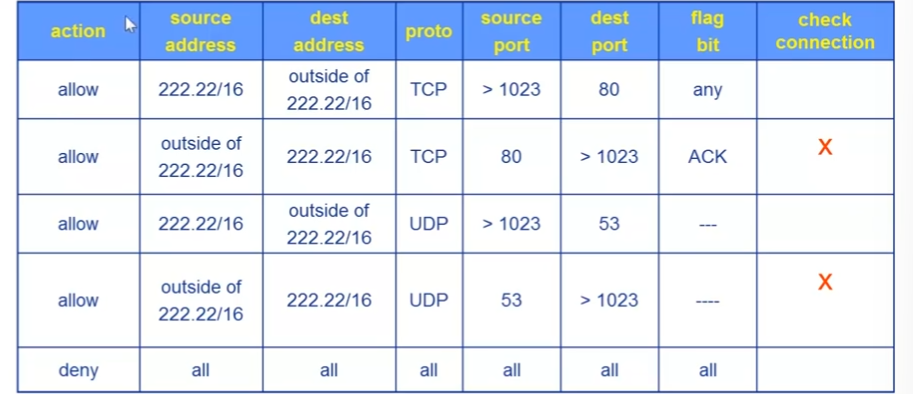 action source address dest address proto source port dest port flag bit check connection
allow 222.22/16 outside of 222.22/16 TCP > 1023 80 any
allow outside of 222.22/16 222.22/16 TCP 80 > 1023 ACK X
allow 222.22/16 outside of 222.22/16 UDP > 1023 53 ---
allow outside of 222.22/16 222.22/16 UDP 53 > 1023 ---- X
deny all all all all all all